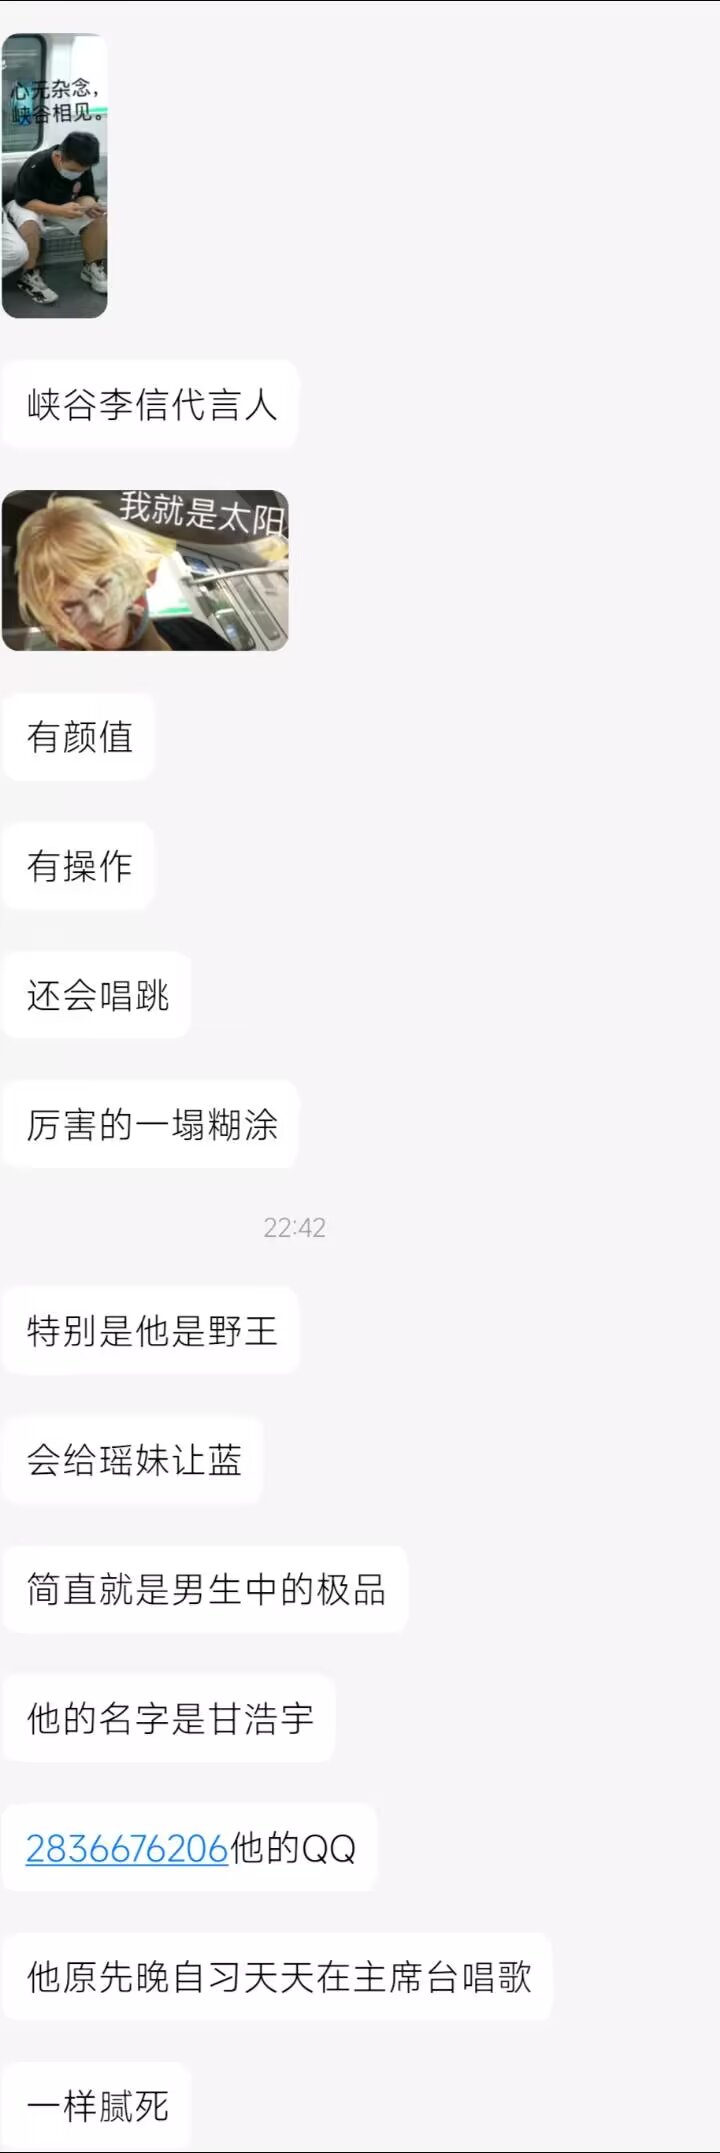 心无杂念，
峡谷相见。
峡谷李信代言人
我就是太阳
有颜值
有操作
还会唱跳
厉害的一塌糊涂
22:42
特别是他是野王
会给瑶妹让蓝
简直就是男生中的极品
他的名字是甘浩宇
2836676206他的QQ
他原先晚自习天天在主席台唱歌
一样腻死